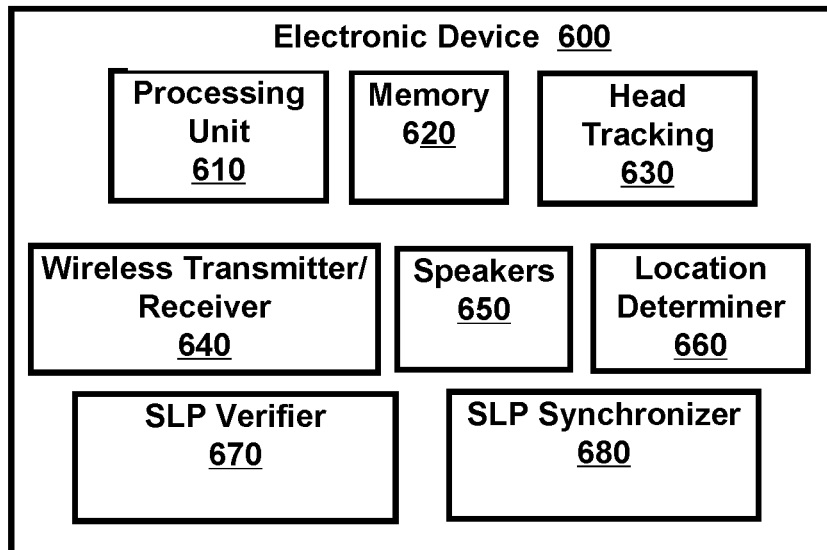 Electronic Device 600
Processing
Unit
610
Memory
620
Head
Tracking
630
Wireless Transmitter/
Receiver
640
Speakers
650
Location
Determiner
660
SLP Verifier
670
SLP Synchronizer
680